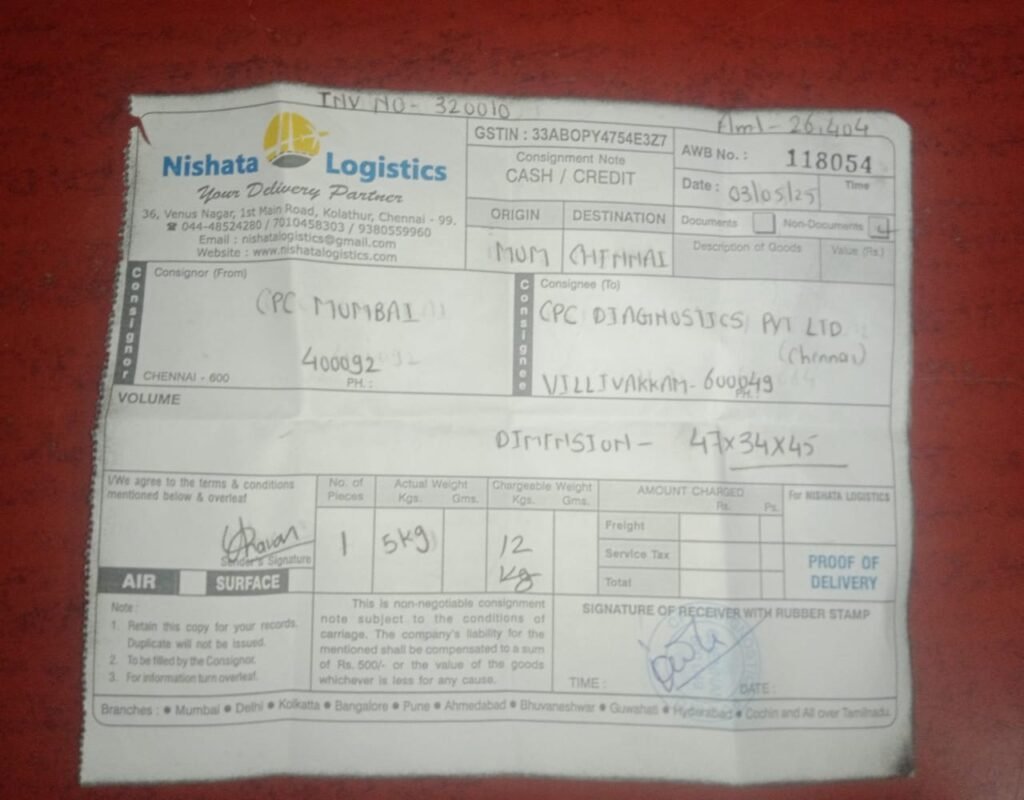 INV NO - 320010
Amt - 26,404
Nishata Logistics
Your Delivery Partner
36, Venus Nagar, 1st Main Road, Kolathur, Chennai - 99.
☎ 044-48524280 / 7010458303 / 9380559960
Email : nishatalogistics@gmail.com
Website : www.nishatalogistics.com
GSTIN : 33ABOPY4754E3Z7
Consignment Note
CASH / CREDIT
AWB No. : 118054
Date : 03/05/25 Time
ORIGIN DESTINATION
MUM CHENNAI
Documents Non-Documents
Description of Goods Value (Rs.)
Consignor
Consignor (From)
CPC MUMBAI
400092
CHENNAI - 600 PH. :
Consignee
Consignee (To)
CPC DIAGNOSTICS PVT LTD
(Chennai)
VILLIVAKKAM - 600049
PH. :
VOLUME
DIMENSION - 47x34x45
I/We agree to the terms & conditions
mentioned below & overleaf
Sender's Signature
AIR SURFACE
No. of Pieces
1
Actual Weight
Kgs. Gms.
5kg
Chargeable Weight
Kgs. Gms.
12
kg
AMOUNT CHARGED
Rs. Ps.
Freight
Service Tax
Total
For NISHATA LOGISTICS
PROOF OF
DELIVERY
Note :
1. Retain this copy for your records.
Duplicate will not be issued.
2. To be filled by the Consignor.
3. For information turn overleaf.
This is non-negotiable consignment
note subject to the conditions of
carriage. The company's liability for the
mentioned shall be compensated to a sum
of Rs. 500/- or the value of the goods
whichever is less for any cause.
SIGNATURE OF RECEIVER WITH RUBBER STAMP
TIME : DATE :
Branches : • Mumbai • Delhi • Kolkatta • Bangalore • Pune • Ahmedabad • Bhuvaneshwar • Guwahati • Hyderabad • Cochin and All over Tamilnadu.